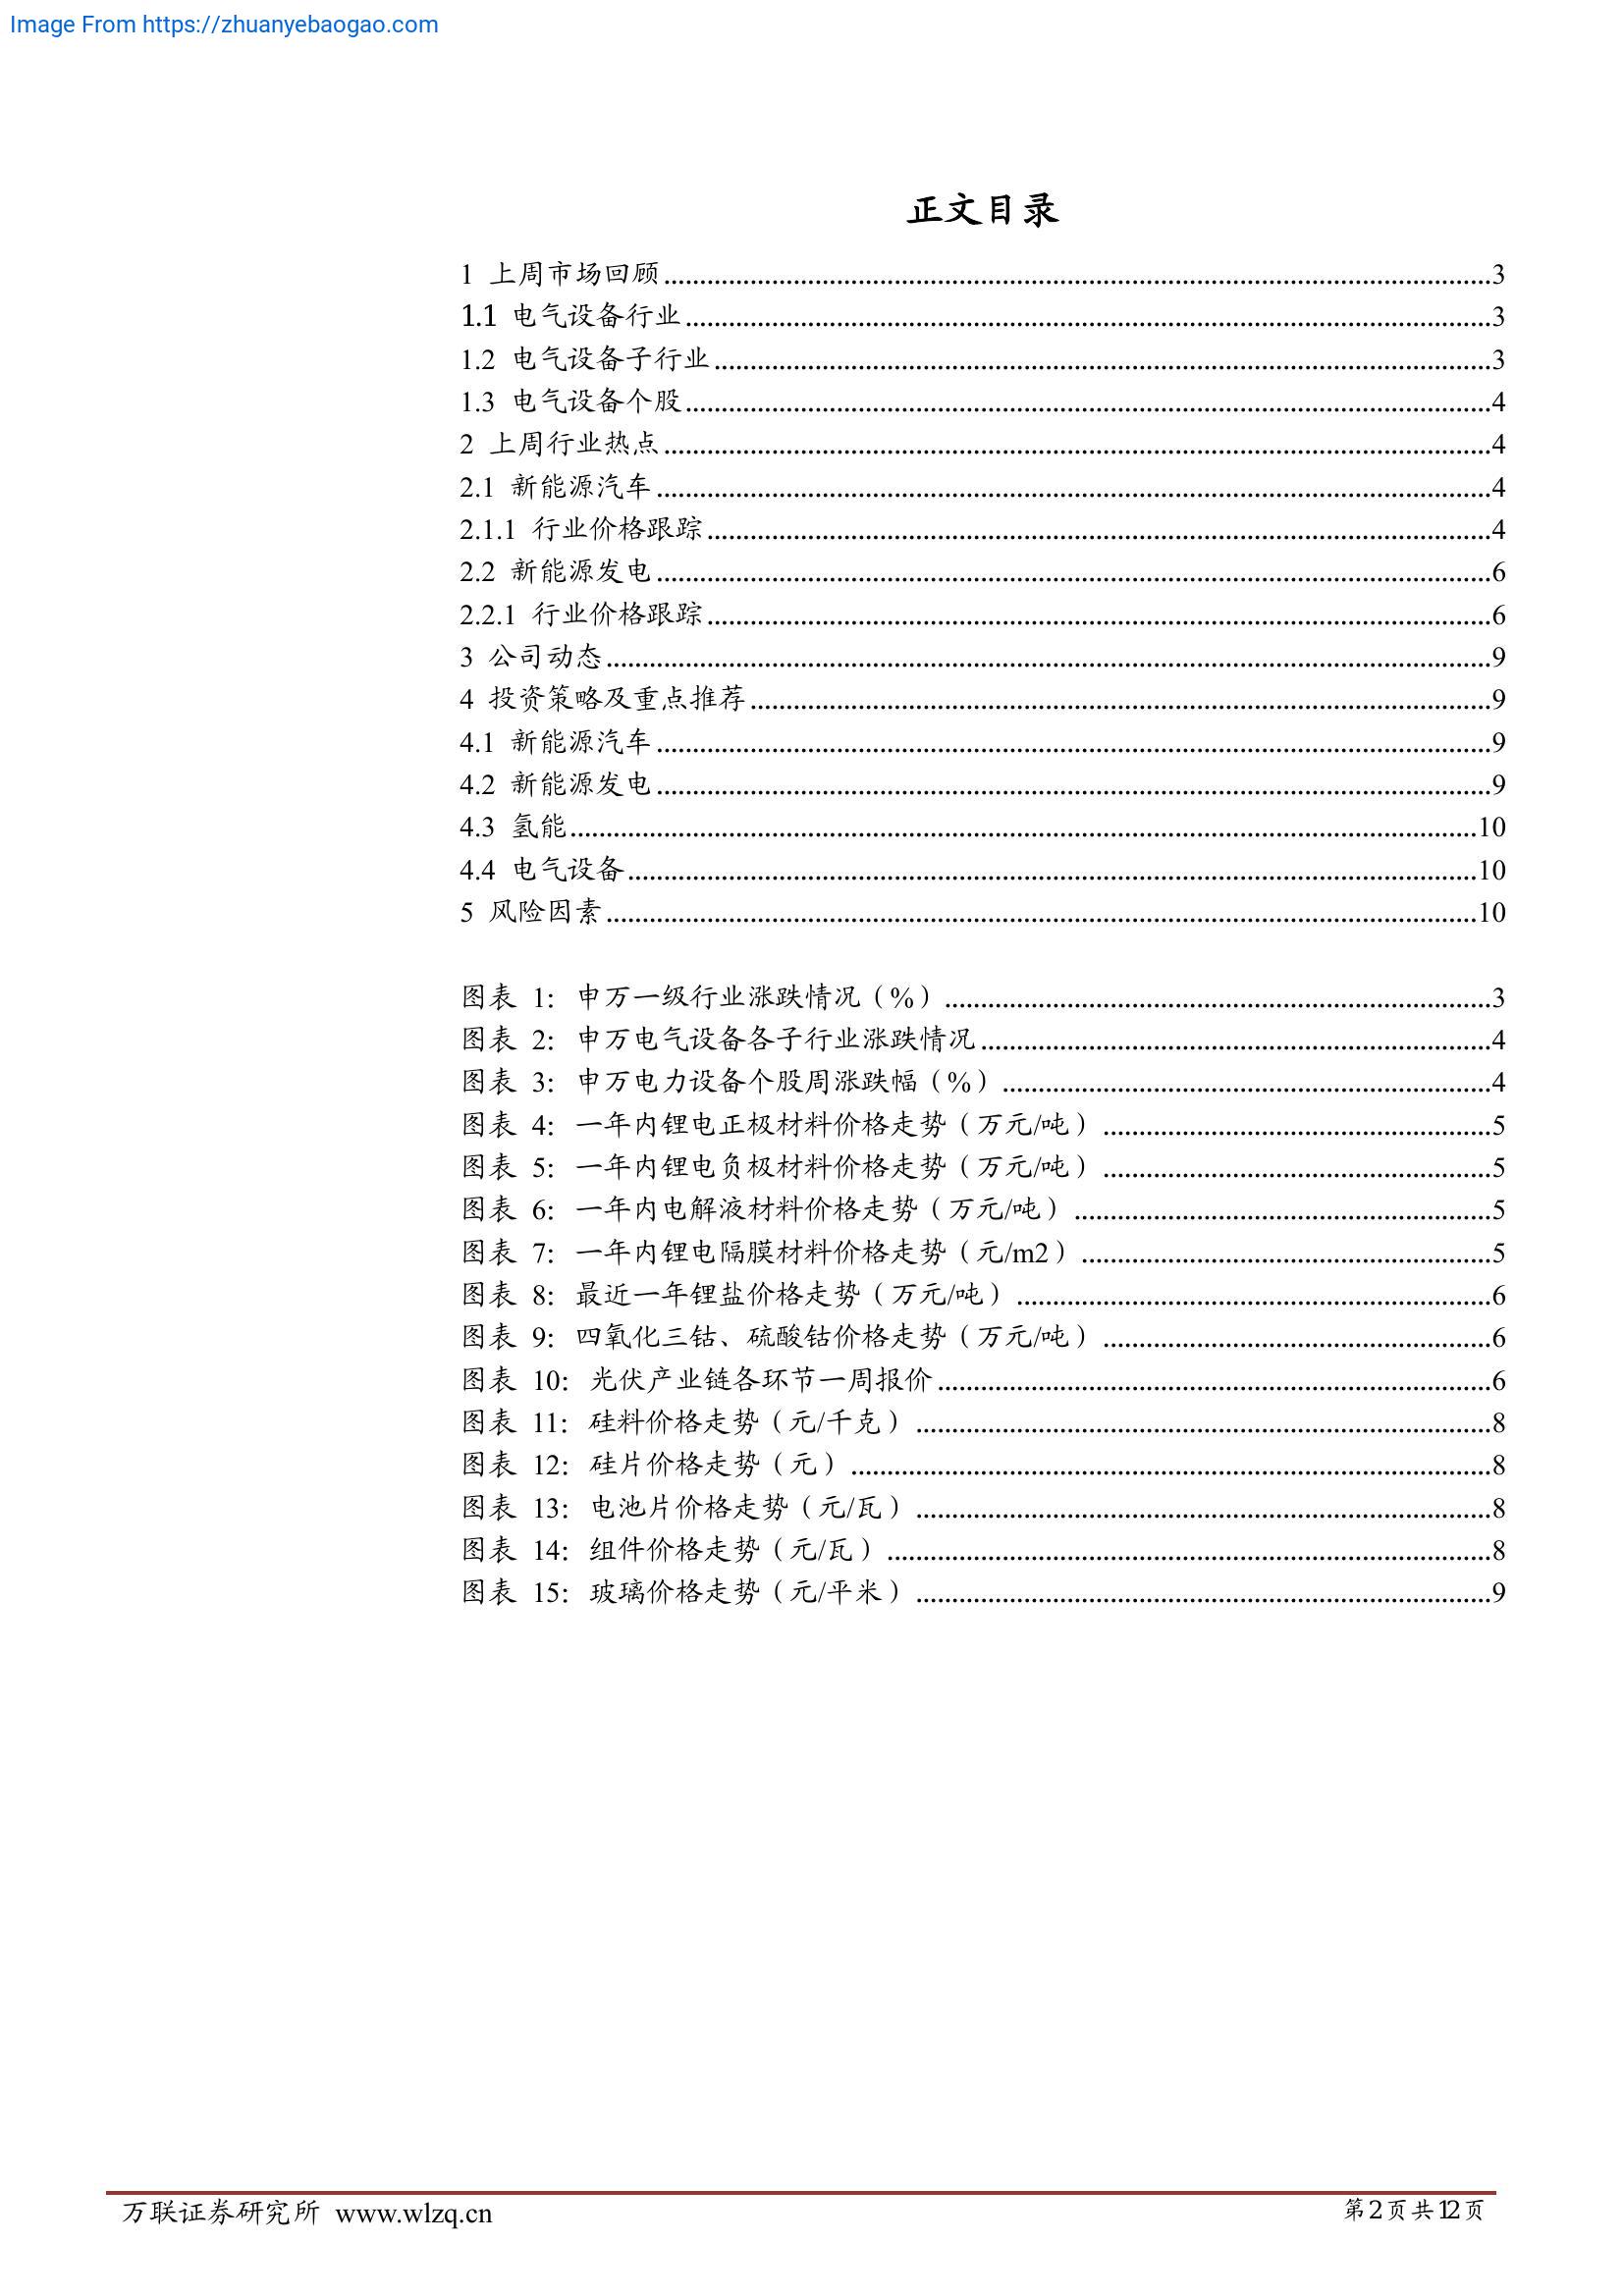 Image From https://zhuanyebaogao.com
正文目录
1 上周市场回顾........................................3
1.1 电气设备行业........................................3
1.2 电气设备子行业........................................3
1.3 电气设备个股........................................4
2 上周行业热点........................................4
2.1 新能源汽车........................................4
2.1.1 行业价格跟踪........................................4
2.2 新能源发电........................................6
2.2.1 行业价格跟踪........................................6
3 公司动态........................................9
4 投资策略及重点推荐........................................9
4.1 新能源汽车........................................9
4.2 新能源发电........................................9
4.3 氢能........................................10
4.4 电气设备........................................10
5 风险因素........................................10
图表 1: 申万一级行业涨跌情况（%）........................................3
图表 2: 申万电气设备各子行业涨跌情况........................................4
图表 3: 申万电力设备个股周涨跌幅（%）........................................4
图表 4: 一年内锂电正极材料价格走势（万元/吨）........................................5
图表 5: 一年内锂电负极材料价格走势（万元/吨）........................................5
图表 6: 一年内电解液材料价格走势（万元/吨）........................................5
图表 7: 一年内锂电隔膜材料价格走势（元/m2）........................................5
图表 8: 最近一年锂盐价格走势（万元/吨）........................................6
图表 9: 四氧化三钴、硫酸钴价格走势（万元/吨）........................................6
图表 10: 光伏产业链各环节一周报价........................................6
图表 11: 硅料价格走势（元/千克）........................................8
图表 12: 硅片价格走势（元）........................................8
图表 13: 电池片价格走势（元/瓦）........................................8
图表 14: 组件价格走势（元/瓦）........................................8
图表 15: 玻璃价格走势（元/平米）........................................9
万联证券研究所 www.wlzq.cn 第2页共12页